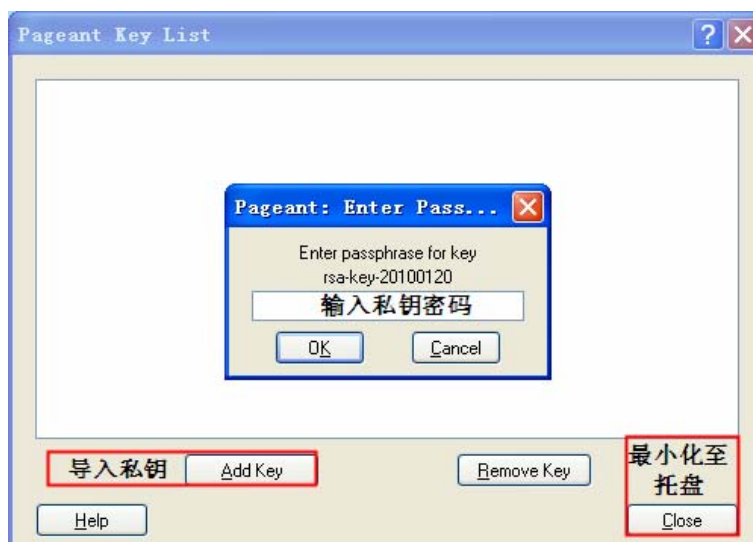 Pageant Key List
Pageant: Enter Pass...
Enter passphrase for key
rsa-key-20100120
输入私钥密码
OK
Cancel
导入私钥
Add Key
Remove Key
最小化至
托盘
Help
Close